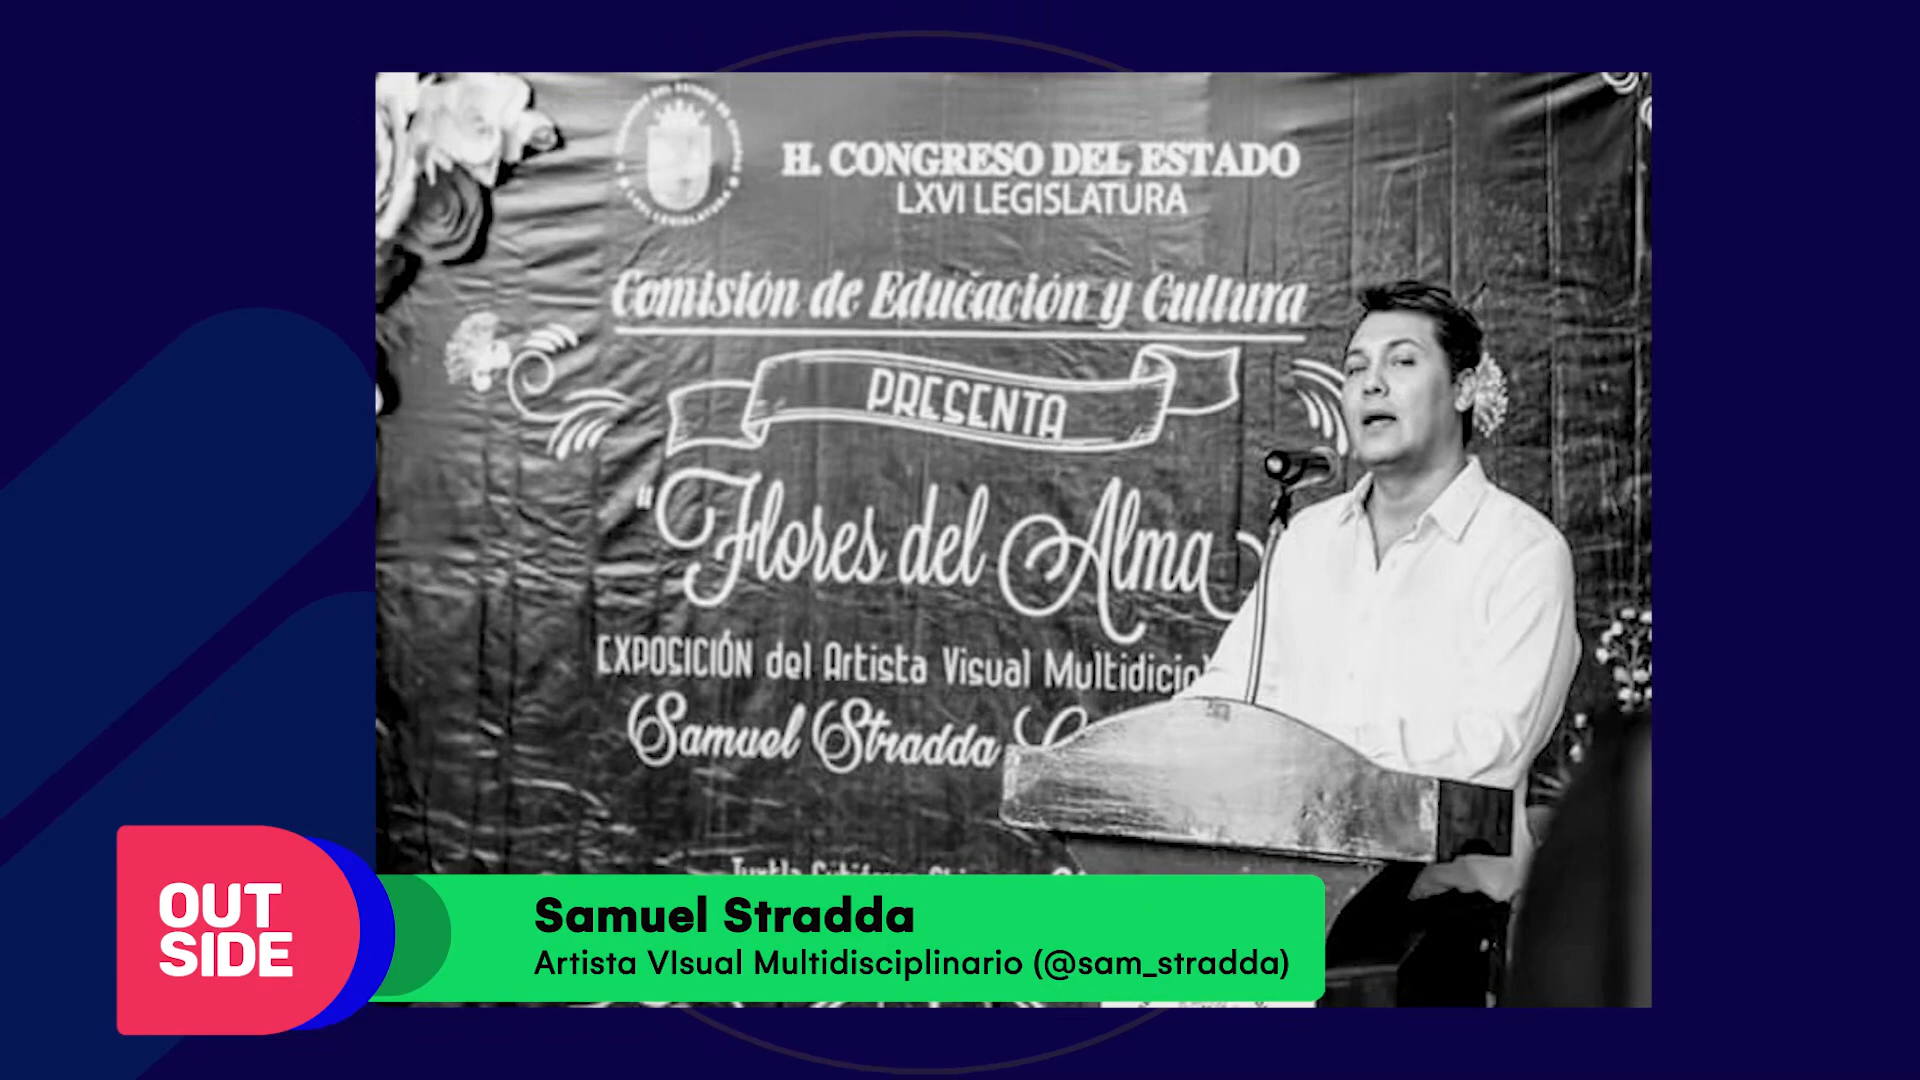 H. CONGRESO DEL ESTADO
LXVI LEGISLATURA
Comisión de Educación y Cultura
PRESENTA
"Flores del Alma
EXPOSICIÓN del Artista Visual
Samuel Stradda
OUT
SIDE
Samuel Stradda
Artista VIsual Multidisciplinario (@sam_stradda)